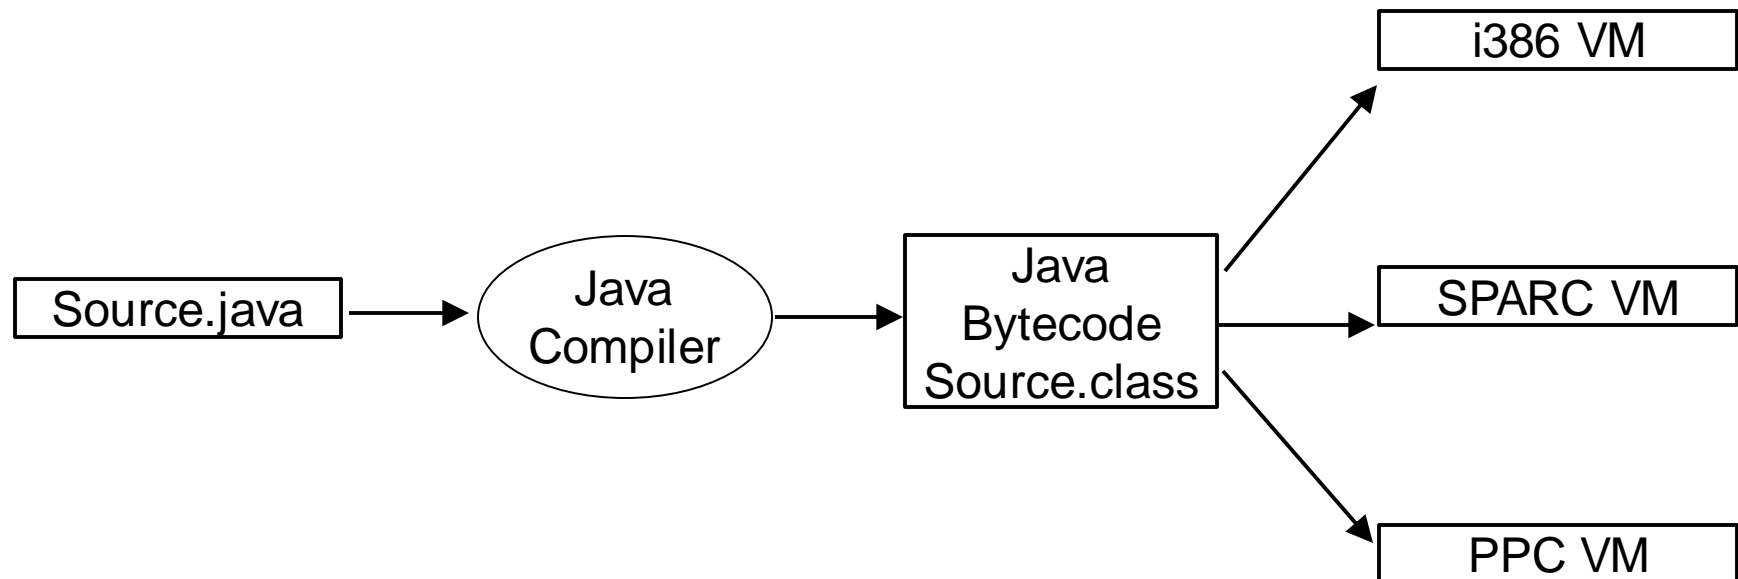 i386 VM
Source.java
Java
Compiler
Java
Bytecode
Source.class
SPARC VM
PPC VM